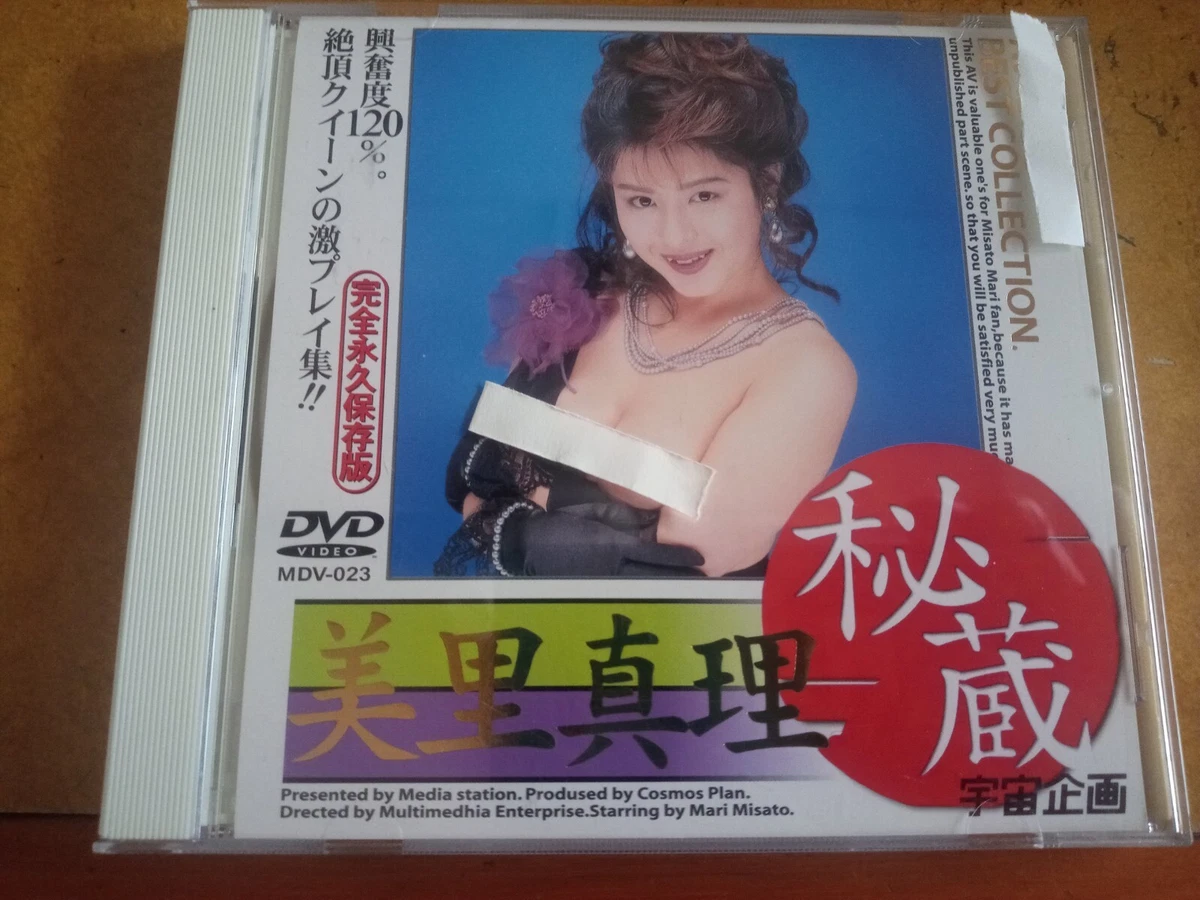 興奮度120%。
絶頂クイーンの激プレイ集!!
完全永久保存版
DVD
VIDEO
MDV-023
BEST COLLECTION.
This AV is valuable one's for Misato Mari fan,because it has ma
unpublished part scene.so that you will be satisfied very muc
秘蔵
美里真理
宇宙企画
Presented by Media station. Prodused by Cosmos Plan.
Directed by Multimedhia Enterprise.Starring by Mari Misato.